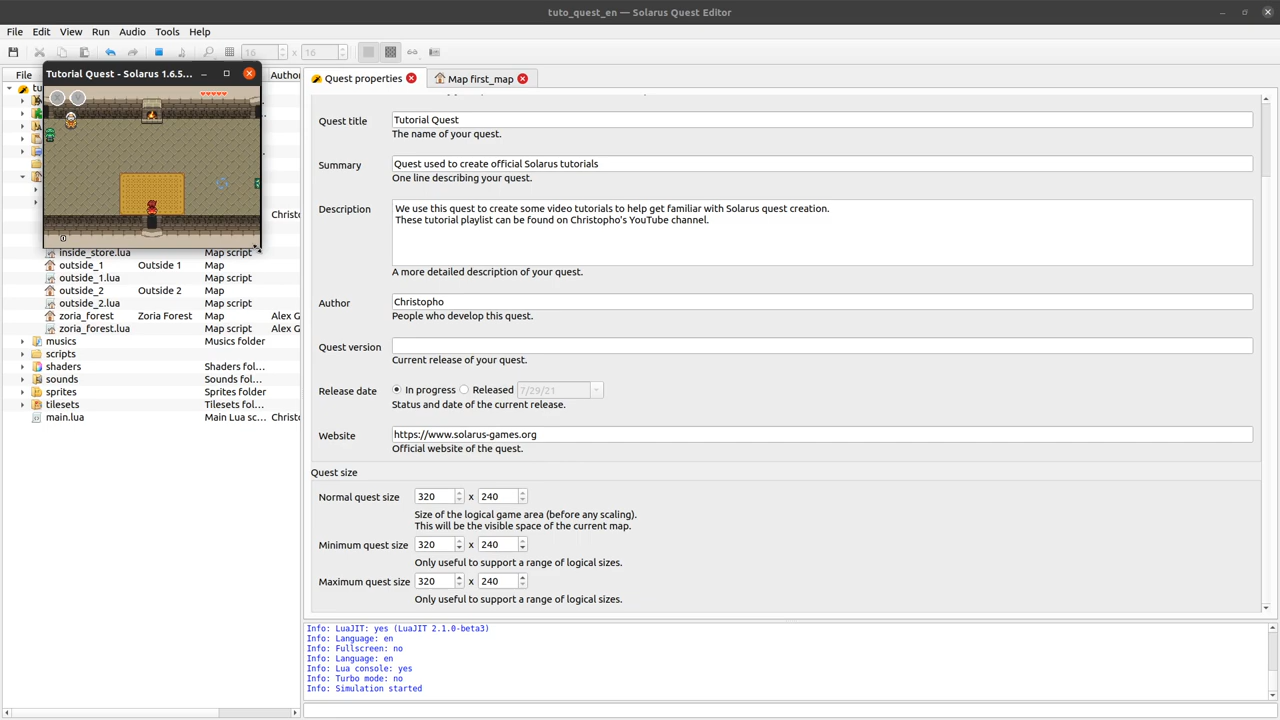 tuto_quest_en — Solarus Quest Editor
File Edit View Run Audio Tools Help
16 x 16
File Author
Tutorial Quest - Solarus 1.6.5...
Quest properties
Map first_map
Quest title Tutorial Quest
The name of your quest.
Summary Quest used to create official Solarus tutorials
One line describing your quest.
Description We use this quest to create some video tutorials to help get familiar with Solarus quest creation.
These tutorial playlist can be found on Christopho's YouTube channel.
A more detailed description of your quest.
Author Christopho
People who develop this quest.
Quest version
Current release of your quest.
Release date In progress Released 7/29/21
Status and date of the current release.
Website https://www.solarus-games.org
Official website of the quest.
Quest size
Normal quest size 320 x 240
Size of the logical game area (before any scaling).
This will be the visible space of the current map.
Minimum quest size 320 x 240
Only useful to support a range of logical sizes.
Maximum quest size 320 x 240
Only useful to support a range of logical sizes.
tu
Christo
0
inside_store.lua Map script
outside_1 Outside 1 Map
outside_1.lua Map script
outside_2 Outside 2 Map
outside_2.lua Map script
zoria_forest Zoria Forest Map Alex G
zoria_forest.lua Map script Alex G
musics Musics folder
scripts
shaders Shaders fol...
sounds Sounds fol...
sprites Sprites folder
tilesets Tilesets fol...
main.lua Main Lua sc... Christo
Info: LuaJIT: yes (LuaJIT 2.1.0-beta3)
Info: Language: en
Info: Fullscreen: no
Info: Language: en
Info: Lua console: yes
Info: Turbo mode: no
Info: Simulation started